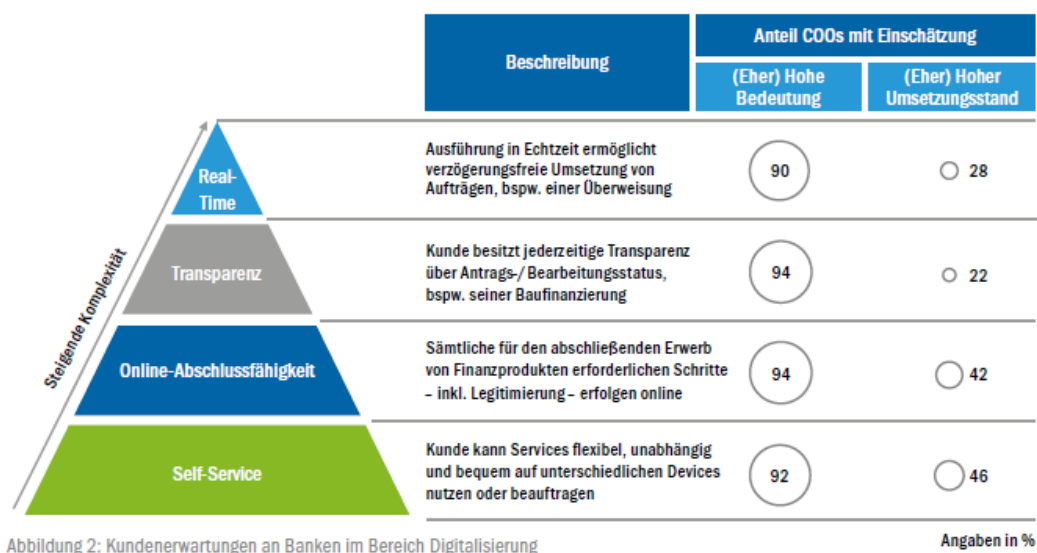 Beschreibung
Anteil COOs mit Einschätzung
(Eher) Hohe
Bedeutung
(Eher) Hoher
Umsetzungsstand
Steigende Komplexität
Real-
Time
Ausführung in Echtzeit ermöglicht
verzögerungsfreie Umsetzung von
Aufträgen, bspw. einer Überweisung
90
28
Transparenz
Kunde besitzt jederzeitige Transparenz
über Antrags-/ Bearbeitungsstatus,
bspw. seiner Baufinanzierung
94
22
Online-Abschlussfähigkeit
Sämtliche für den abschließenden Erwerb
von Finanzprodukten erforderlichen Schritte
– inkl. Legitimierung – erfolgen online
94
42
Self-Service
Kunde kann Services flexibel, unabhängig
und bequem auf unterschiedlichen Devices
nutzen oder beauftragen
92
46
Abbildung 2: Kundenerwartungen an Banken im Bereich Digitalisierung
Angaben in %